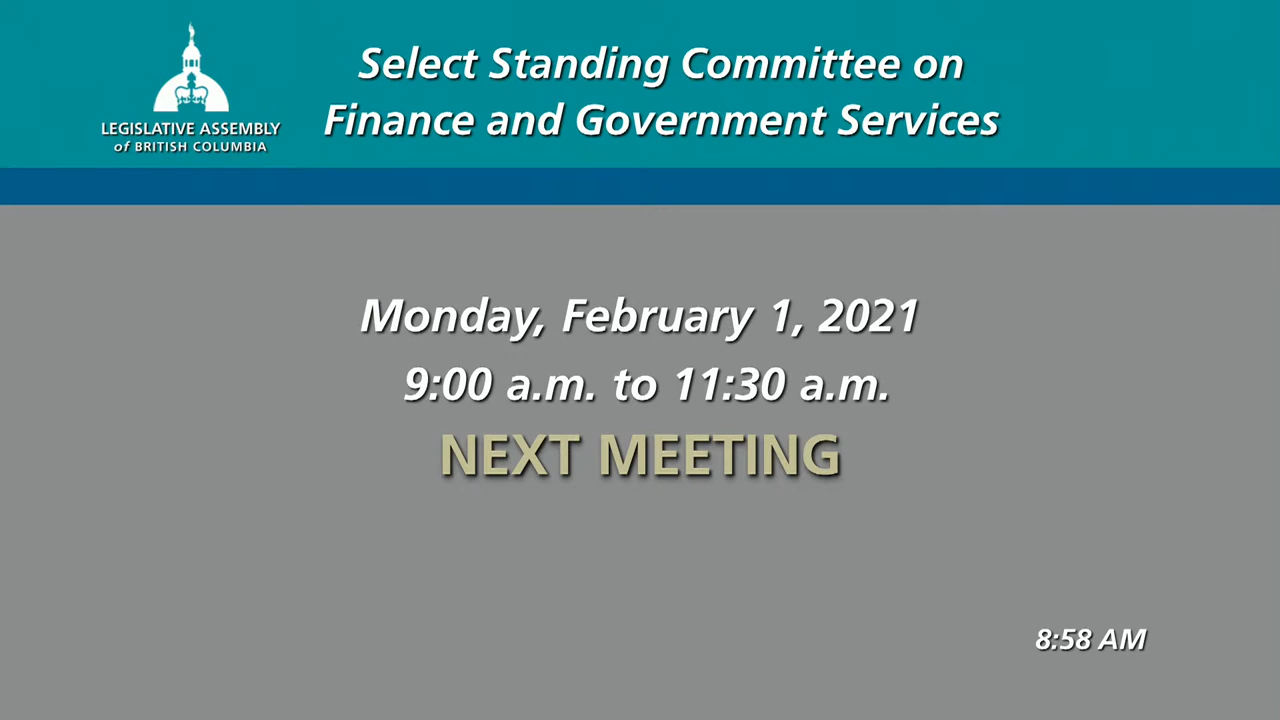 LEGISLATIVE ASSEMBLY
of BRITISH COLUMBIA
Select Standing Committee on
Finance and Government Services
Monday, February 1, 2021
9:00 a.m. to 11:30 a.m.
NEXT MEETING
8:58 AM